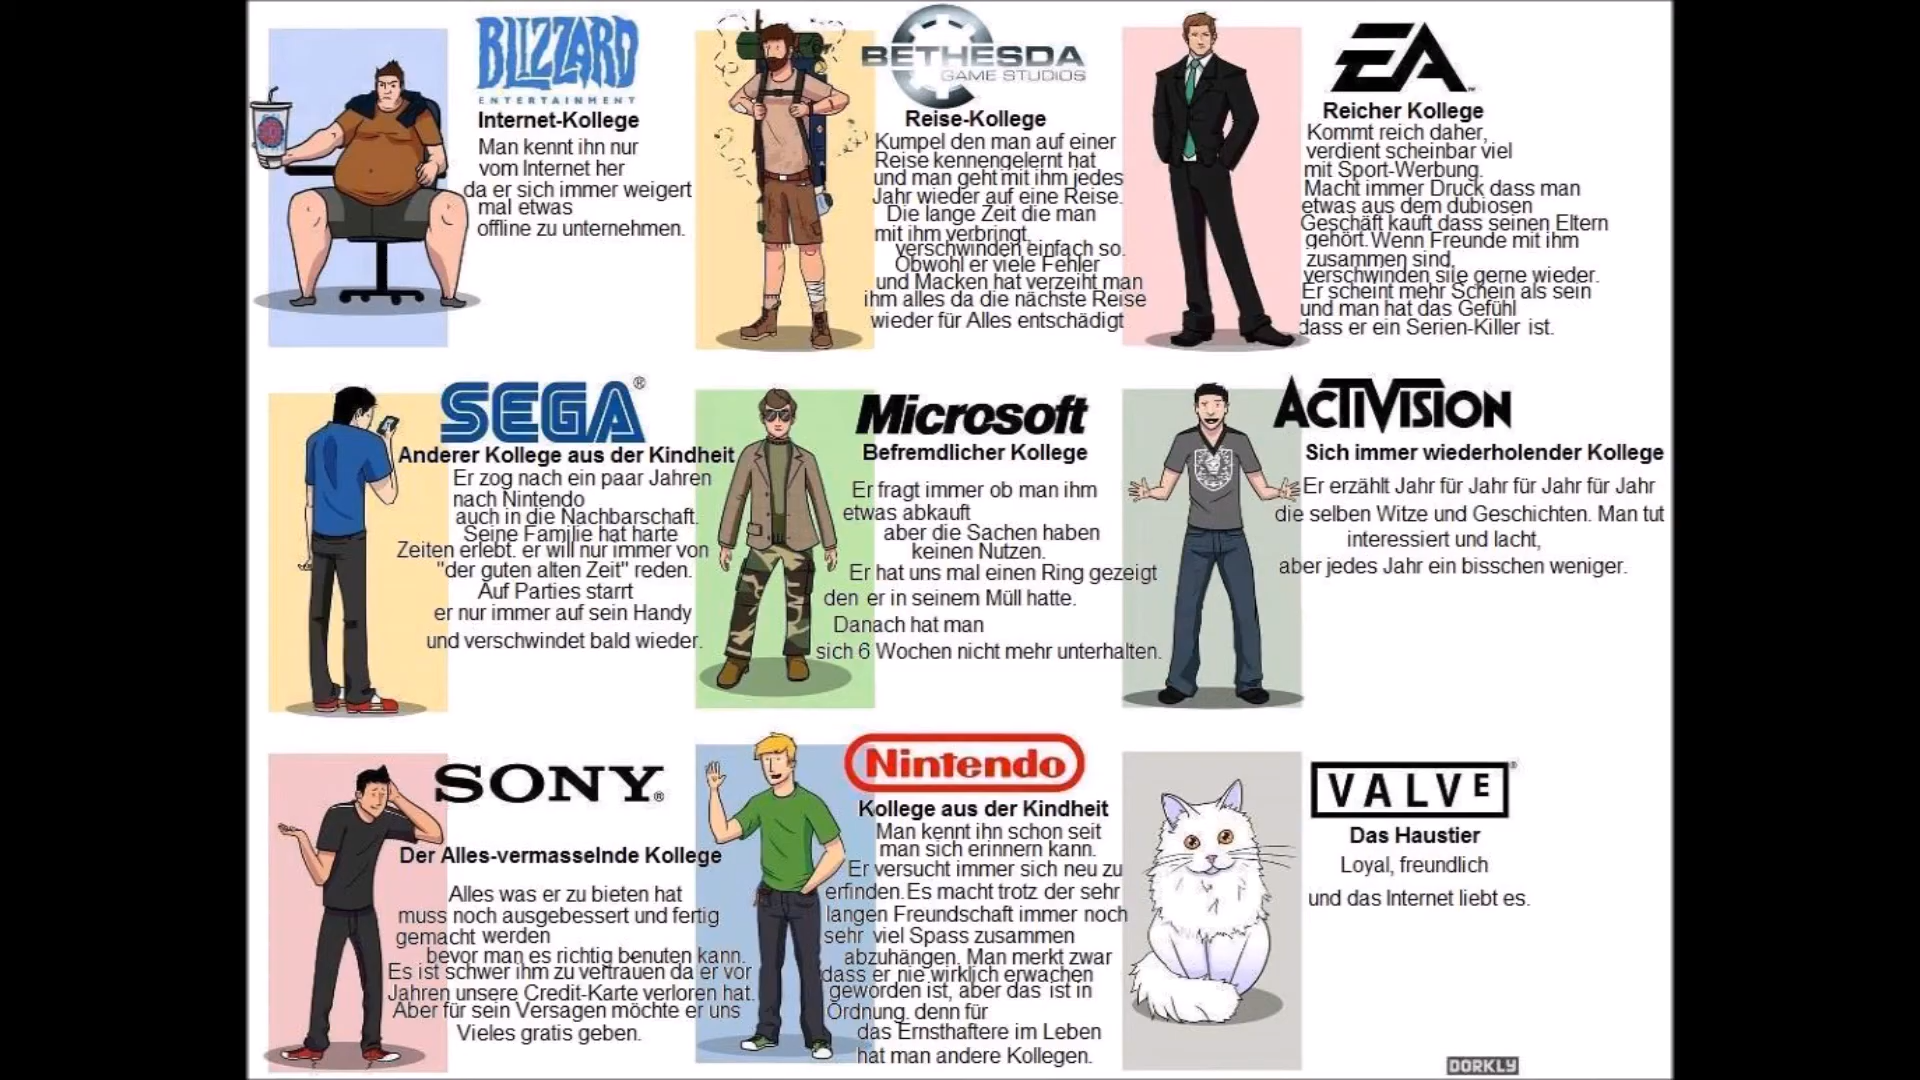 BLIZZARD
ENTERTAINMENT
Internet-Kollege
Man kennt ihn nur
vom Internet her
da er sich immer weigert
mal etwas
offline zu unternehmen.
BETHESDA
GAME STUDIOS
Reise-Kollege
Kumpel den man auf einer
Reise kennengelernt hat
und man geht mit ihm jedes
Jahr wieder auf eine Reise.
Die lange Zeit die man
mit ihm verbringt
verschwinden einfach so.
Obwohl er viele Fehler
und Macken hat verzeiht man
ihm alles da die nächste Reise
wieder für Alles entschädigt
EA
Reicher Kollege
Kommt reich daher,
verdient scheinbar viel
mit Sport-Werbung.
Macht immer Druck dass man
etwas aus dem dubiosen
Geschäft kauft dass seinen Eltern
gehört. Wenn Freunde mit ihm
zusammen sind,
verschwinden siıe gerne wieder.
Er scheint mehr Schein als sein
und man hat das Gefühl
dass er ein Serien-Killer ist.
SEGA®
Anderer Kollege aus der Kindheit
Er zog nach ein paar Jahren
nach Nintendo
auch in die Nachbarschaft.
Seine Familie hat harte
Zeiten erlebt. er will nur immer von
"der guten alten Zeit" reden.
Auf Parties starrt
er nur immer auf sein Handy
und verschwindet bald wieder.
Microsoft
Befremdlicher Kollege
Er fragt immer ob man ihm
etwas abkauft
aber die Sachen haben
keinen Nutzen.
Er hat uns mal einen Ring gezeigt
den er in seinem Müll hatte.
Danach hat man
sich 6 Wochen nicht mehr unterhalten.
ACTIVISION
Sich immer wiederholender Kollege
Er erzählt Jahr für Jahr für Jahr für Jahr
die selben Witze und Geschichten. Man tut
interessiert und lacht,
aber jedes Jahr ein bisschen weniger.
SONY®
Der Alles-vermasselnde Kollege
Alles was er zu bieten hat
muss noch ausgebessert und fertig
gemacht werden
bevor man es richtig benuten kann.
Es ist schwer ihm zu vertrauen da er vor
Jahren unsere Credit-Karte verloren hat.
Aber für sein Versagen möchte er uns
Vieles gratis geben.
Nintendo
Kollege aus der Kindheit
Man kennt ihn schon seit
man sich erinnern kann.
Er versucht immer sich neu zu
erfinden. Es macht trotz der sehr
langen Freundschaft immer noch
sehr viel Spass zusammen
abzuhängen. Man merkt zwar
dass er nie wirklich erwachen
geworden ist, aber das ist in
Ordnung. denn für
das Ernsthaftere im Leben
hat man andere Kollegen.
VALVE®
Das Haustier
Loyal, freundlich
und das Internet liebt es.
DORKLY